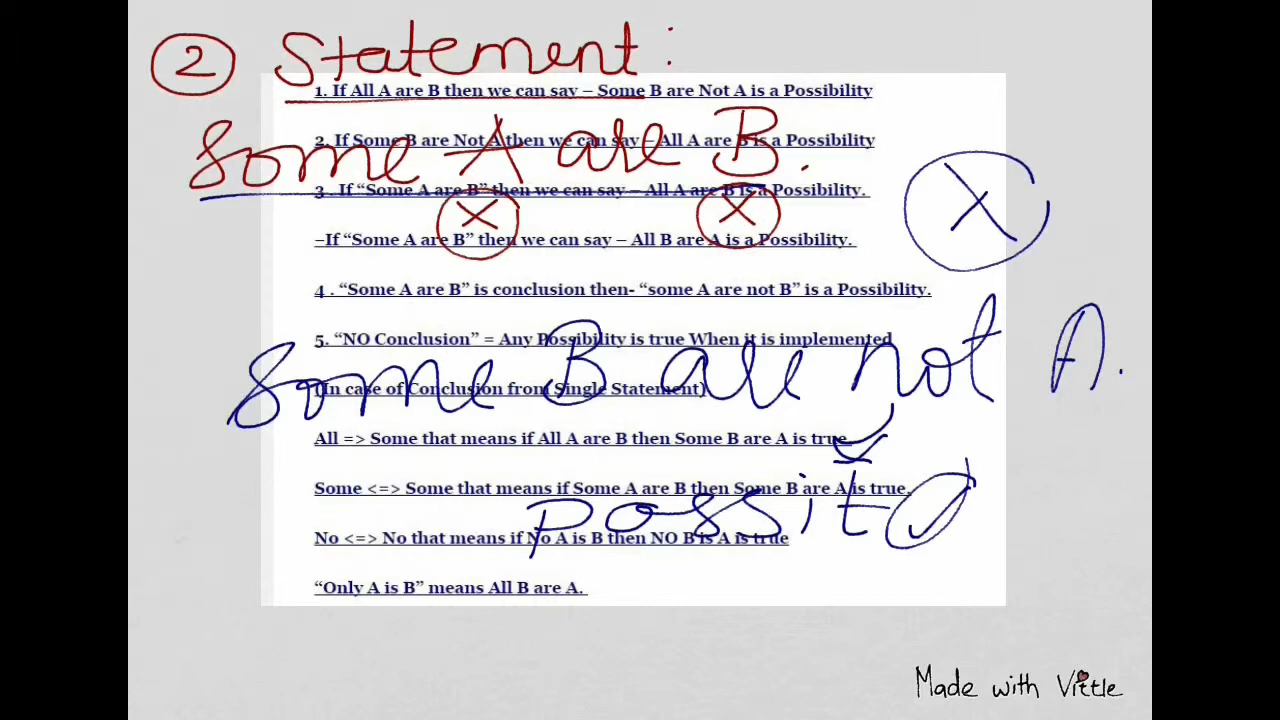 ② Statement:
1. If All A are B then we can say – Some B are Not A is a Possibility
2. If Some B are Not A then we can say – All A are B is a Possibility
Some A are B.
3 . If “Some A are B” then we can say – All A are B is a Possibility.
–If “Some A are B” then we can say – All B are A is a Possibility.
4 . “Some A are B” is conclusion then- “some A are not B” is a Possibility.
5. “NO Conclusion” = Any Possibility is true When it is implemented
Some B are not A.
(In case of Conclusion from Single Statement)
All => Some that means if All A are B then Some B are A is true.
Some <=> Some that means if Some A are B then Some B are A is true.
possit
No <=> No that means if No A is B then NO B is A is true
“Only A is B” means All B are A.
Made with Vittle